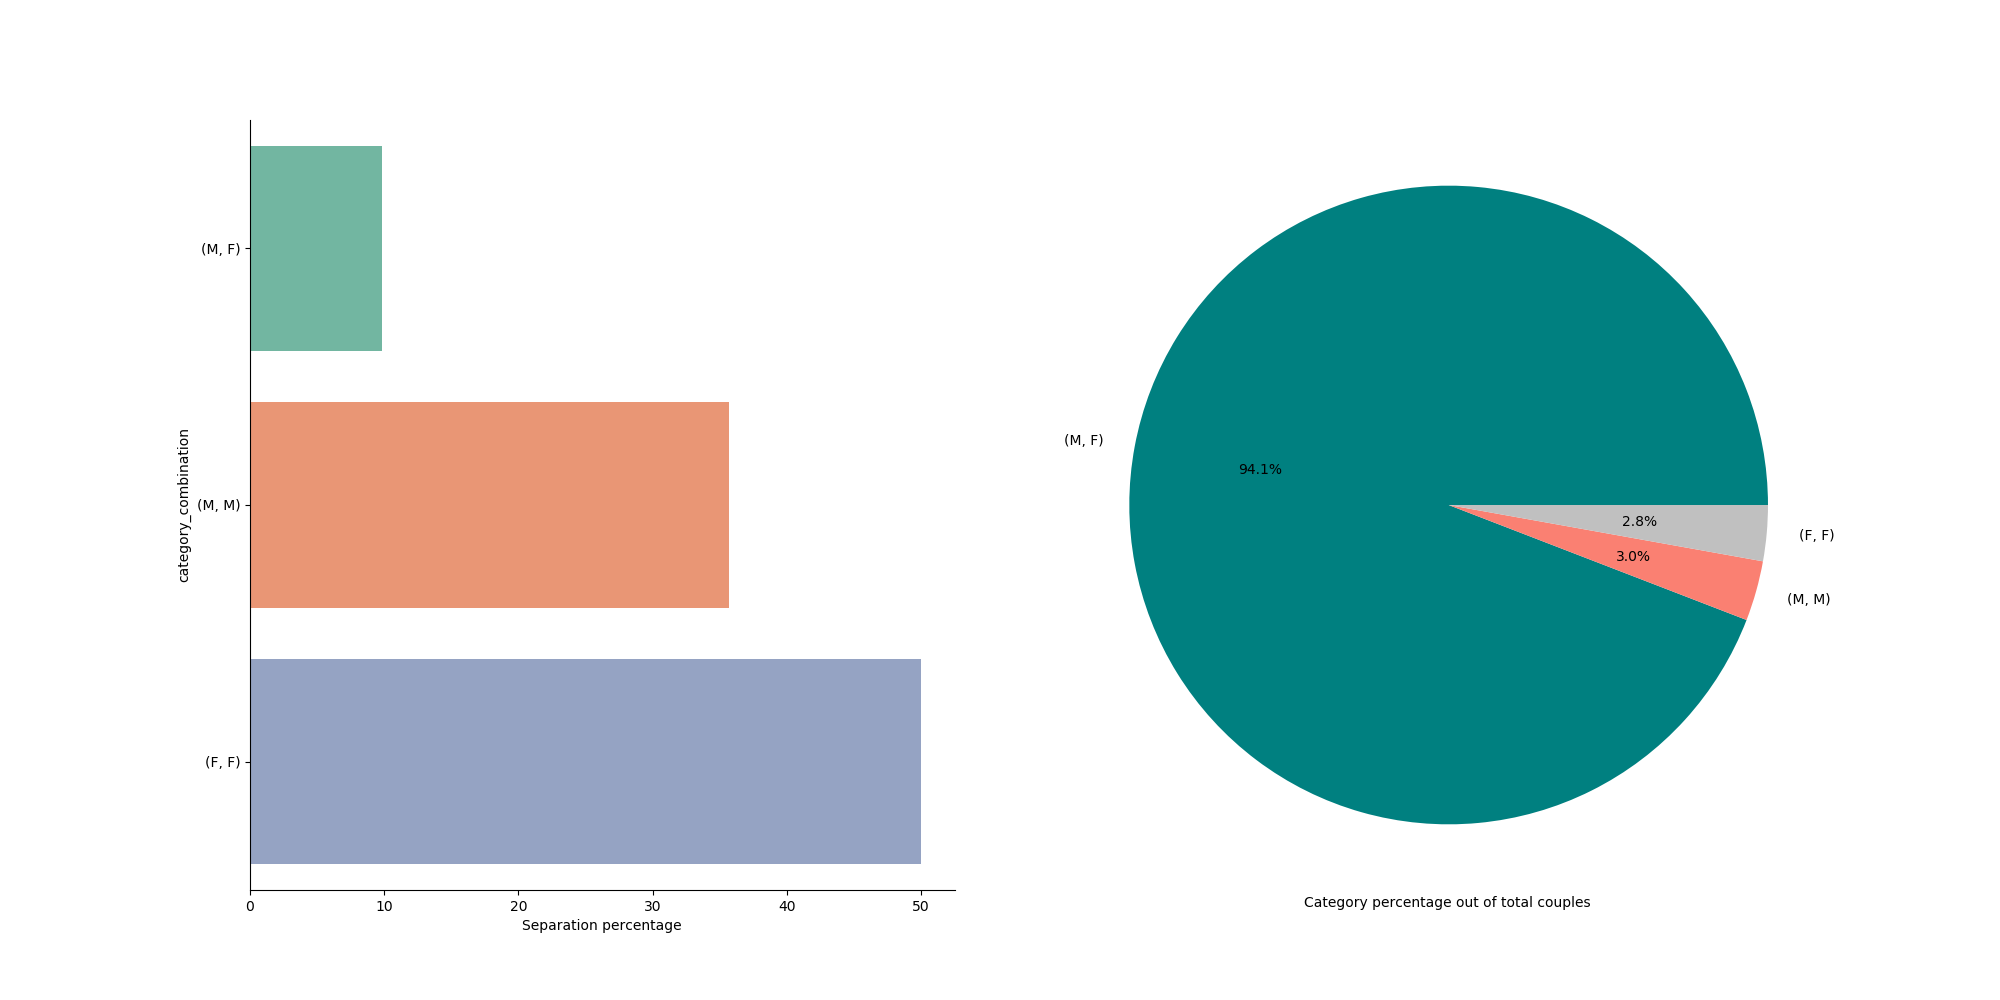 category_combination
(M, F)
(M, M)
(F, F)
0 10 20 30 40 50
Separation percentage
(M, F)
94.1%
2.8%
(F, F)
3.0%
(M, M)
Category percentage out of total couples